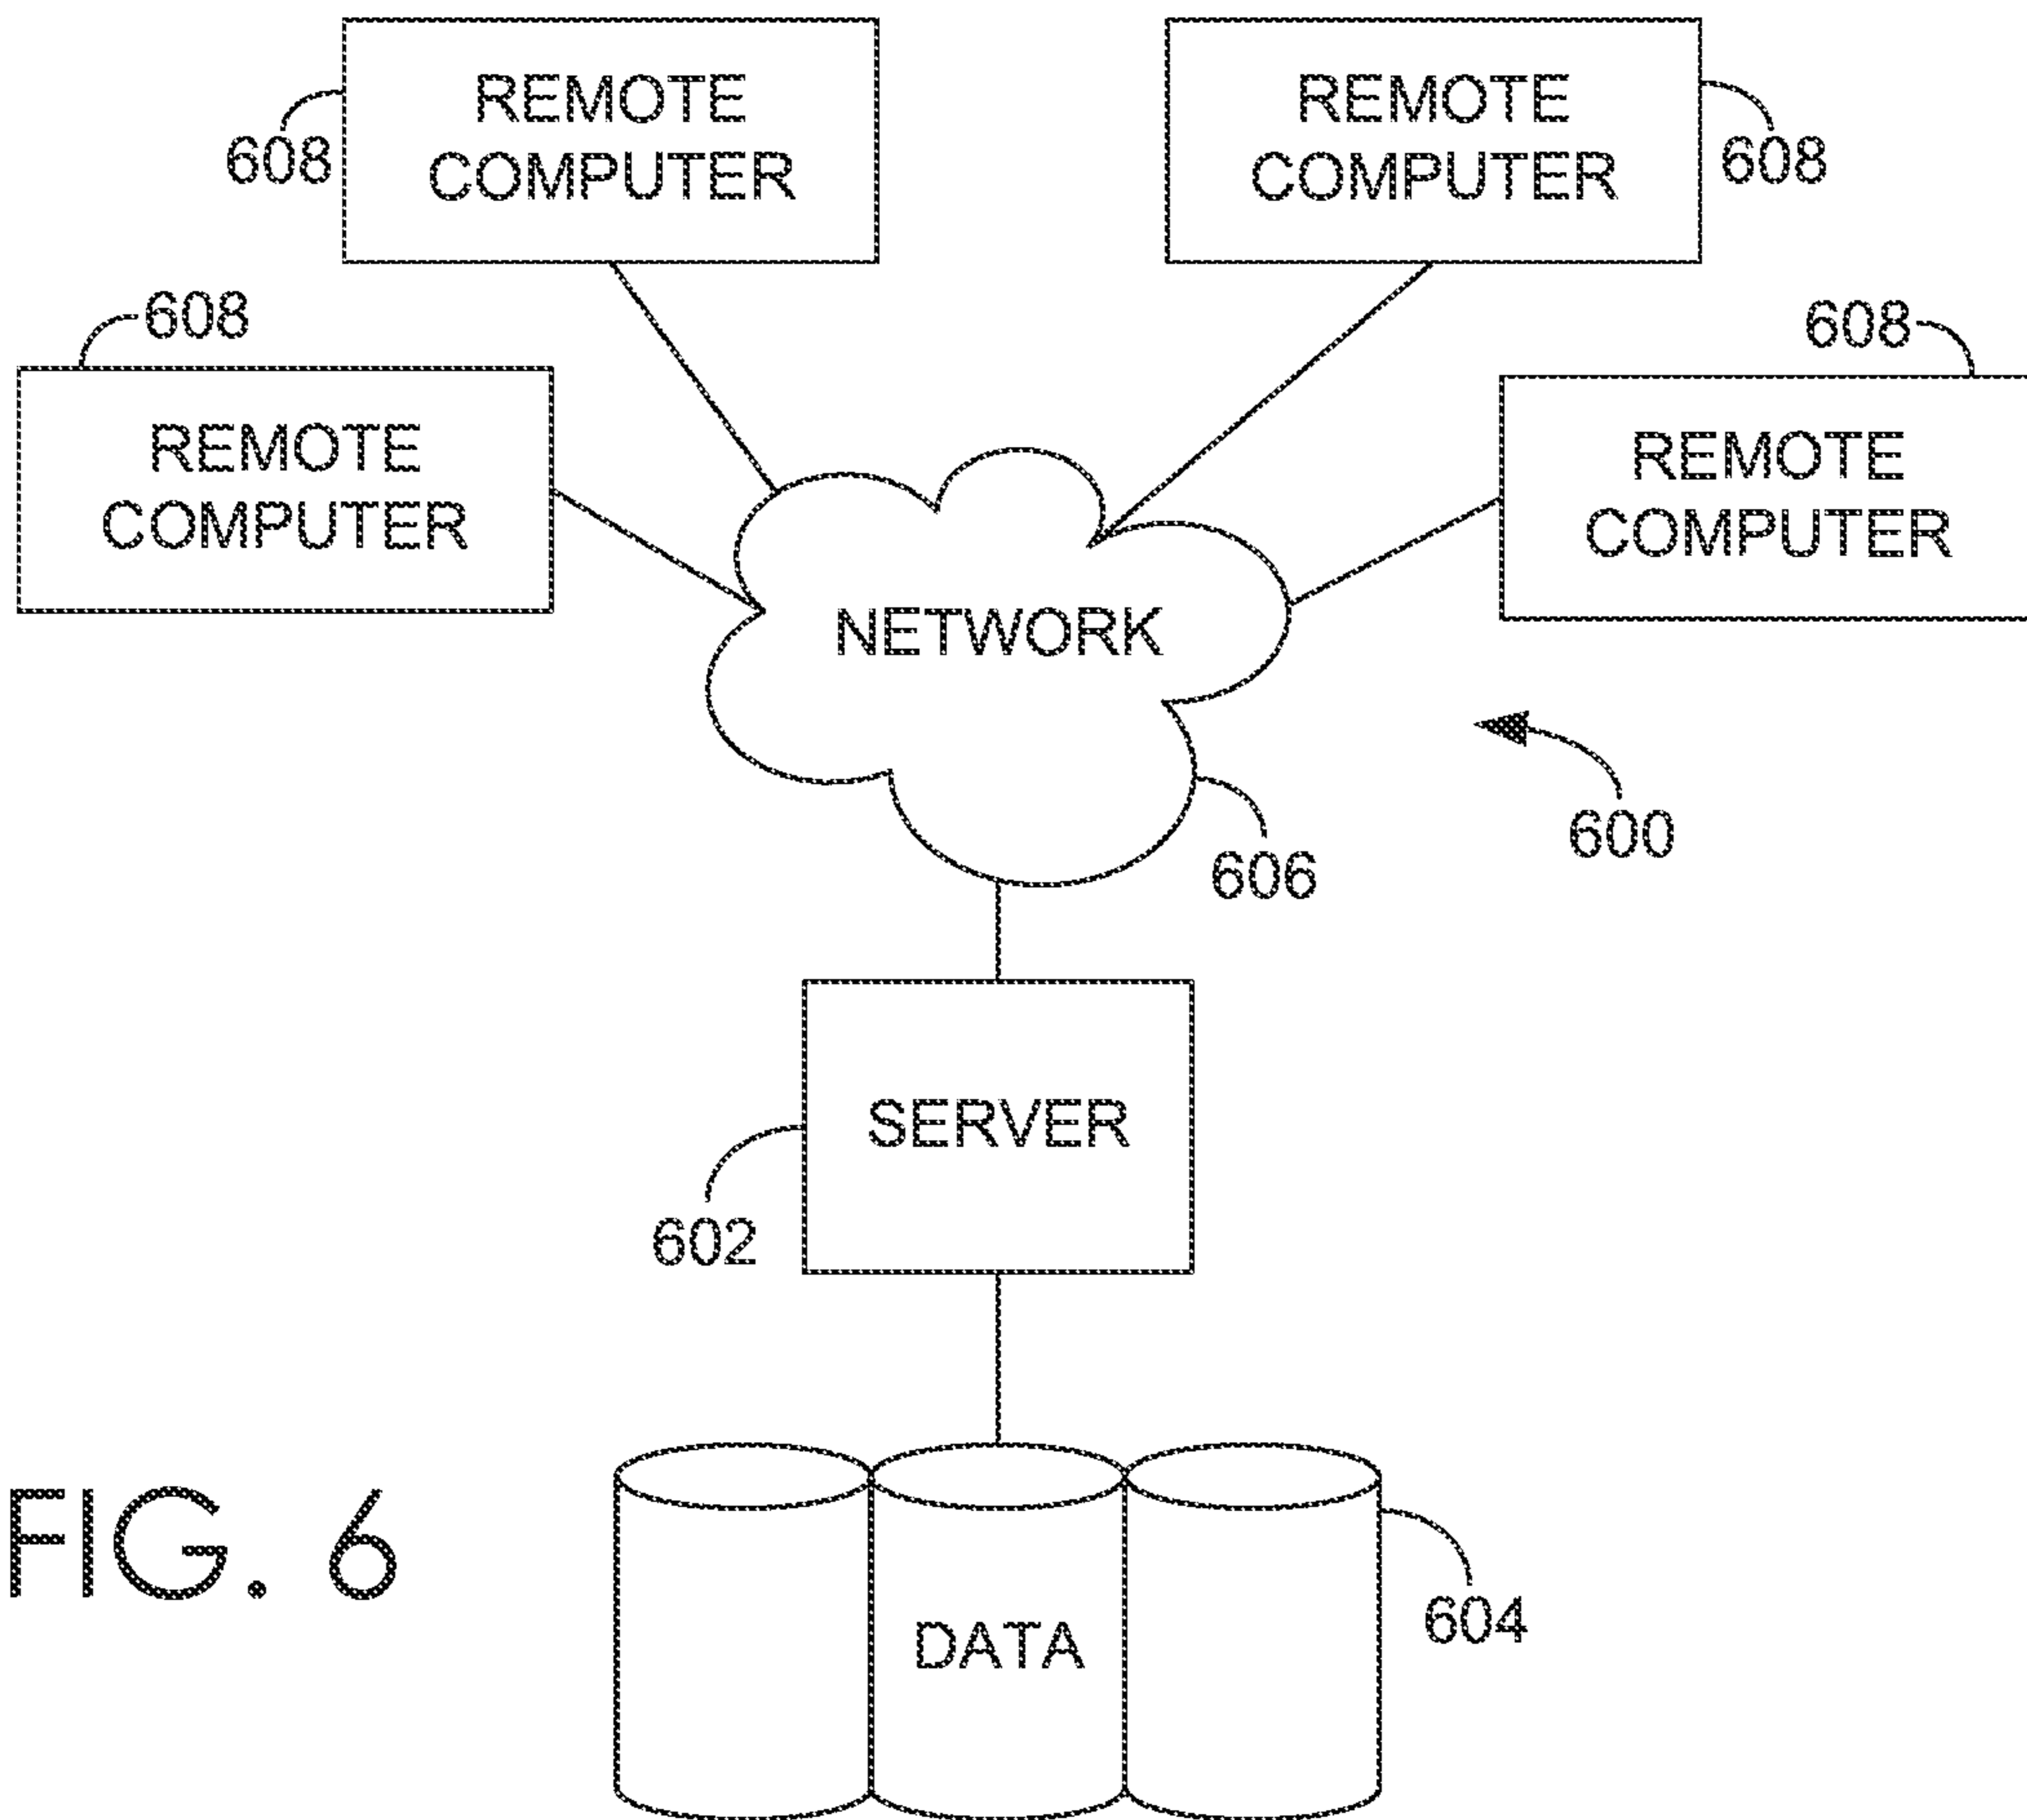 REMOTE
COMPUTER
608
REMOTE
COMPUTER
608
608
REMOTE
COMPUTER
608
REMOTE
COMPUTER
NETWORK
600
606
SERVER
602
FIG. 6
DATA
604